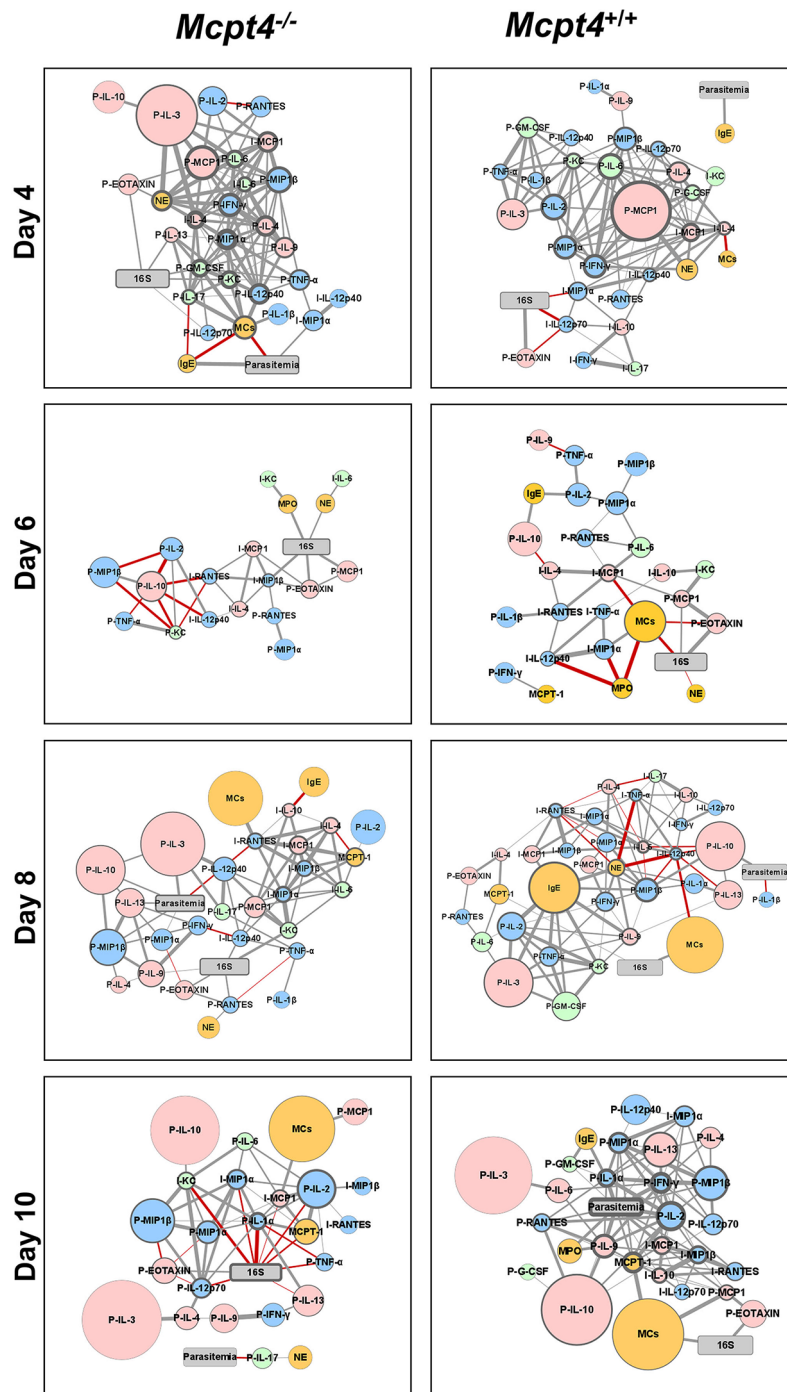 Mcpt4-/-
Mcpt4+/+
Day 4
P-IL-10
P-IL-3
P-IL-2
P-RANTES
I-MCP1
P-MCP1
P-IL-6
I-IL-6
P-MIP1β
P-EOTAXIN
NE
P-IFN-γ
I-IL-4
P-IL-4
P-IL-13
P-MIP1α
P-IL-9
16S
P-GM-CSF
P-KC
P-TNF-α
P-IL-17
P-IL-12p40
I-IL-12p40
P-IL-1β
I-MIP1α
P-IL-12p70
MCs
IgE
Parasitemia
P-IL-1α
P-IL-9
Parasitemia
IgE
P-GM-CSF
P-IL-12p40
P-MIP1β
P-IL-12p70
P-KC
P-IL-6
P-IL-4
I-KC
P-TNF-α
P-IL-1β
P-G-CSF
P-IL-3
P-IL-2
P-MCP1
I-MCP1
I-IL-4
MCs
P-MIP1α
P-IFN-γ
I-IL-12p40
NE
I-MIP1α
P-RANTES
16S
I-IL-12p70
I-IL-10
P-EOTAXIN
I-IFN-γ
I-IL-17
Day 6
I-KC
I-IL-6
MPO
NE
P-IL-2
I-MCP1
16S
P-MIP1β
P-IL-10
I-RANTES
I-MIP1β
P-MCP1
P-EOTAXIN
P-TNF-α
I-IL-12p40
I-IL-4
P-RANTES
P-KC
P-MIP1α
P-IL-9
P-TNF-α
P-MIP1β
IgE
P-IL-2
P-MIP1α
P-IL-10
P-RANTES
P-IL-6
I-IL-4
I-MCP1
I-IL-10
I-KC
P-MCP1
P-IL-1β
I-RANTES
I-TNF-α
MCs
P-EOTAXIN
I-IL-12p40
I-MIP1α
16S
P-IFN-γ
MCPT-1
MPO
NE
Day 8
IgE
MCs
I-IL-10
P-IL-3
I-RANTES
I-IL-4
P-IL-2
I-MCP1
MCPT-1
P-IL-10
P-IL-12p40
I-MIP1β
P-IL-13
Parasitemia
I-MIP1α
I-IL-6
P-IL-17
P-MCP1
P-MIP1β
P-MIP1α
P-IFN-γ
I-IL-12p40
I-KC
P-TNF-α
P-IL-4
P-IL-9
16S
P-EOTAXIN
P-RANTES
P-IL-1β
NE
I-IL-17
P-IL-4
I-TNF-α
I-IL-10
I-RANTES
I-MIP1α
I-IL-12p70
I-IFN-γ
I-IL-4
I-MCP1
I-MIP1β
P-MIP1α
I-IL-6
I-IL-12p40
P-IL-10
P-EOTAXIN
P-MCP1
NE
Parasitemia
MCPT-1
IgE
P-MIP1β
P-IL-1α
P-IL-13
P-IL-1β
P-RANTES
P-IFN-γ
P-IL-2
P-IL-6
P-IL-9
MCs
P-TNF-α
P-KC
16S
P-IL-3
P-GM-CSF
Day 10
P-IL-10
MCs
P-MCP1
P-IL-6
I-KC
I-MIP1α
P-IL-2
I-MIP1β
I-MCP1
P-MIP1β
P-MIP1α
P-IL-1α
MCPT-1
I-RANTES
P-EOTAXIN
16S
P-TNF-α
P-IL-12p70
P-IL-3
P-IL-4
P-IL-9
P-IFN-γ
P-IL-13
Parasitemia
P-IL-17
NE
P-IL-12p40
I-MIP1α
IgE
P-MIP1α
P-IL-13
P-IL-4
P-IL-3
P-GM-CSF
P-IL-1α
P-IFN-γ
P-MIP1β
P-IL-6
Parasitemia
P-IL-2
P-IL-12p70
P-RANTES
MPO
P-IL-9
I-MCP1
I-MIP1β
MCPT-1
P-G-CSF
I-IL-10
I-RANTES
I-IL-12p70
P-MCP1
P-IL-10
MCs
P-EOTAXIN
16S